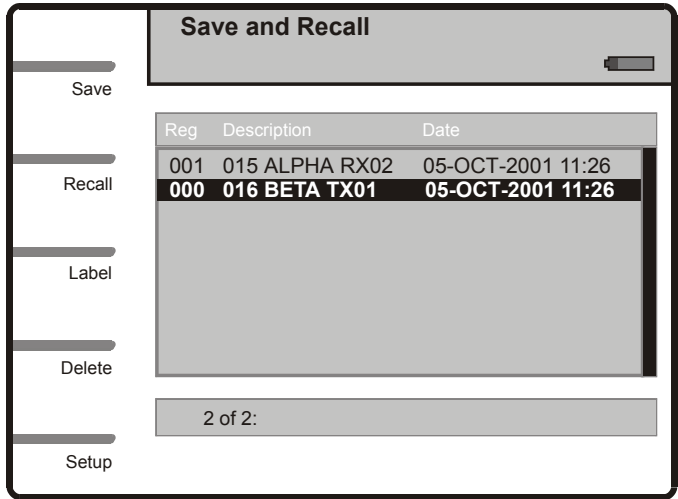 Save and Recall
Save
Recall
Label
Delete
Setup
Reg Description Date
001 015 ALPHA RX02 05-OCT-2001 11:26
000 016 BETA TX01 05-OCT-2001 11:26
2 of 2: